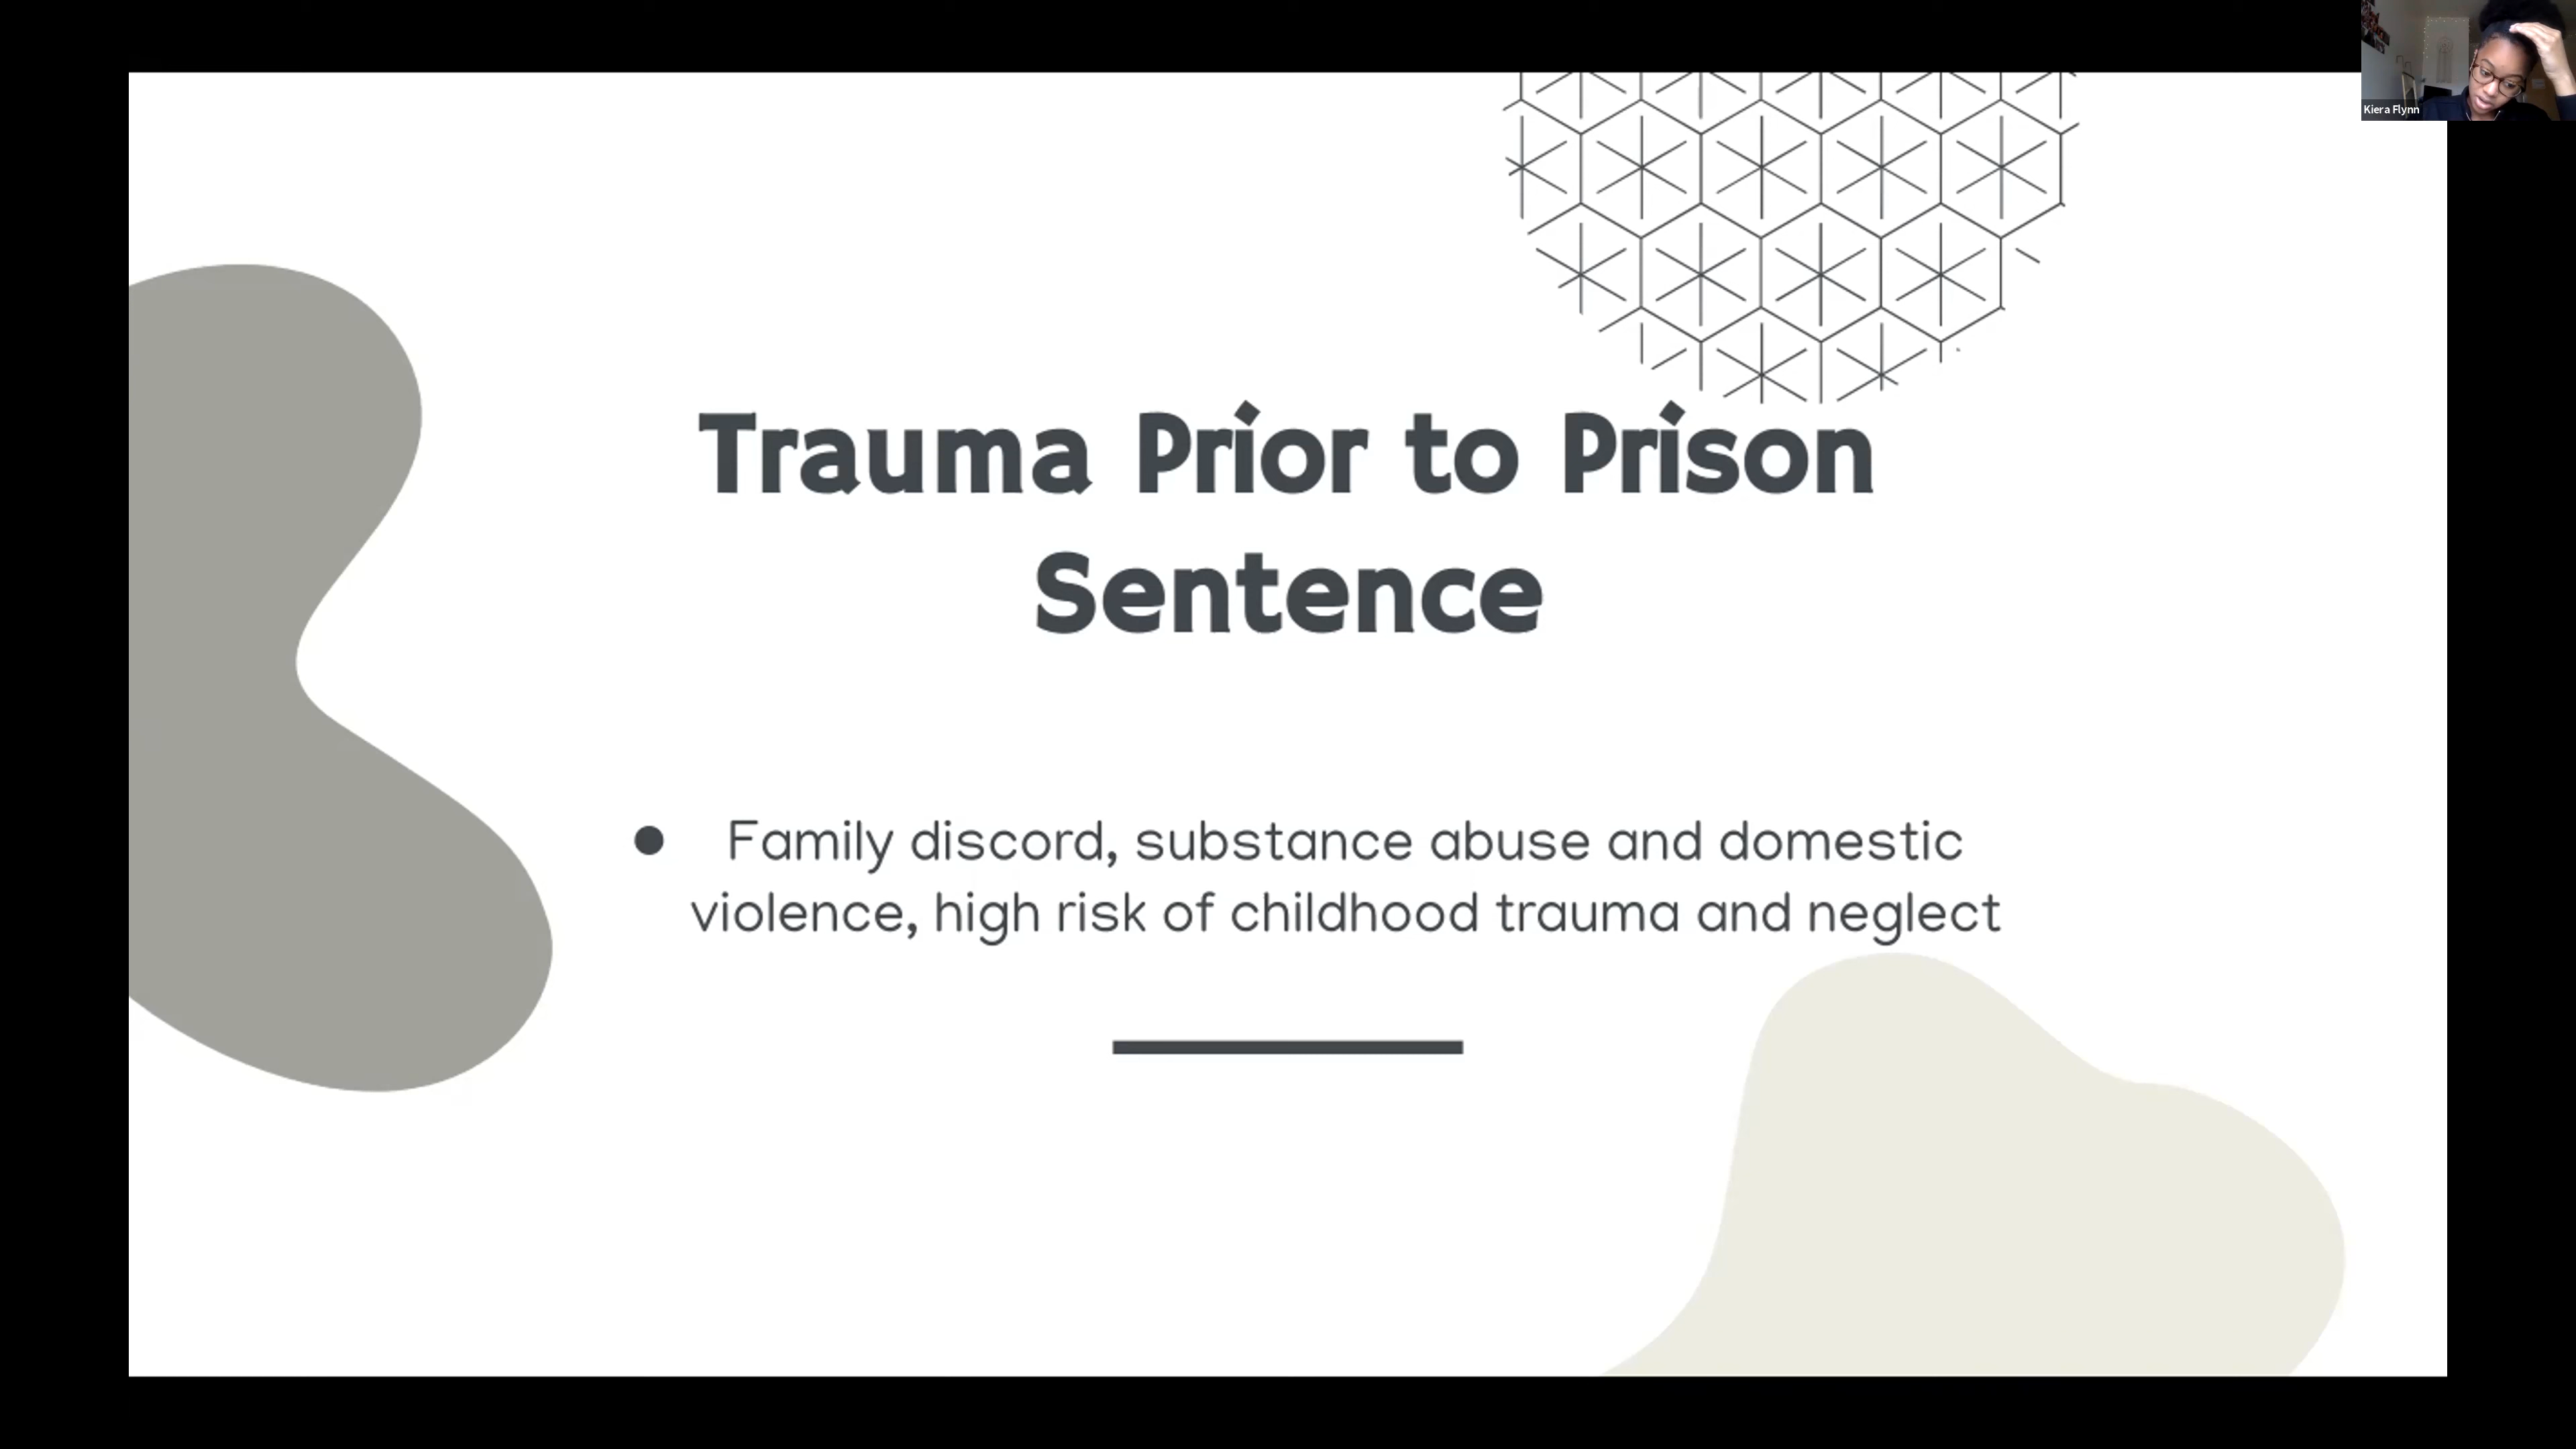 Kiera Flynn
Trauma Prior to Prison
Sentence
● Family discord, substance abuse and domestic
violence, high risk of childhood trauma and neglect